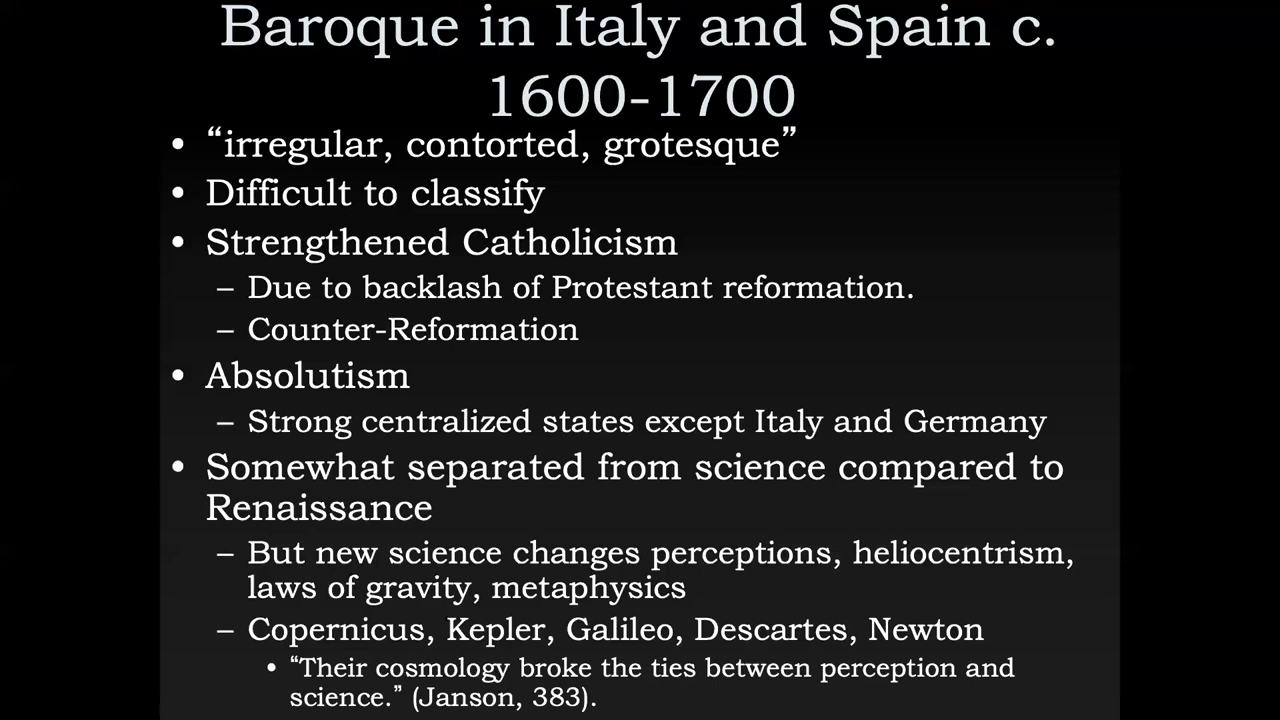 Baroque in Italy and Spain c.
1600-1700
• “irregular, contorted, grotesque”
• Difficult to classify
• Strengthened Catholicism
– Due to backlash of Protestant reformation.
– Counter-Reformation
• Absolutism
– Strong centralized states except Italy and Germany
• Somewhat separated from science compared to
Renaissance
– But new science changes perceptions, heliocentrism,
laws of gravity, metaphysics
– Copernicus, Kepler, Galileo, Descartes, Newton
• “Their cosmology broke the ties between perception and
science.” (Janson, 383).